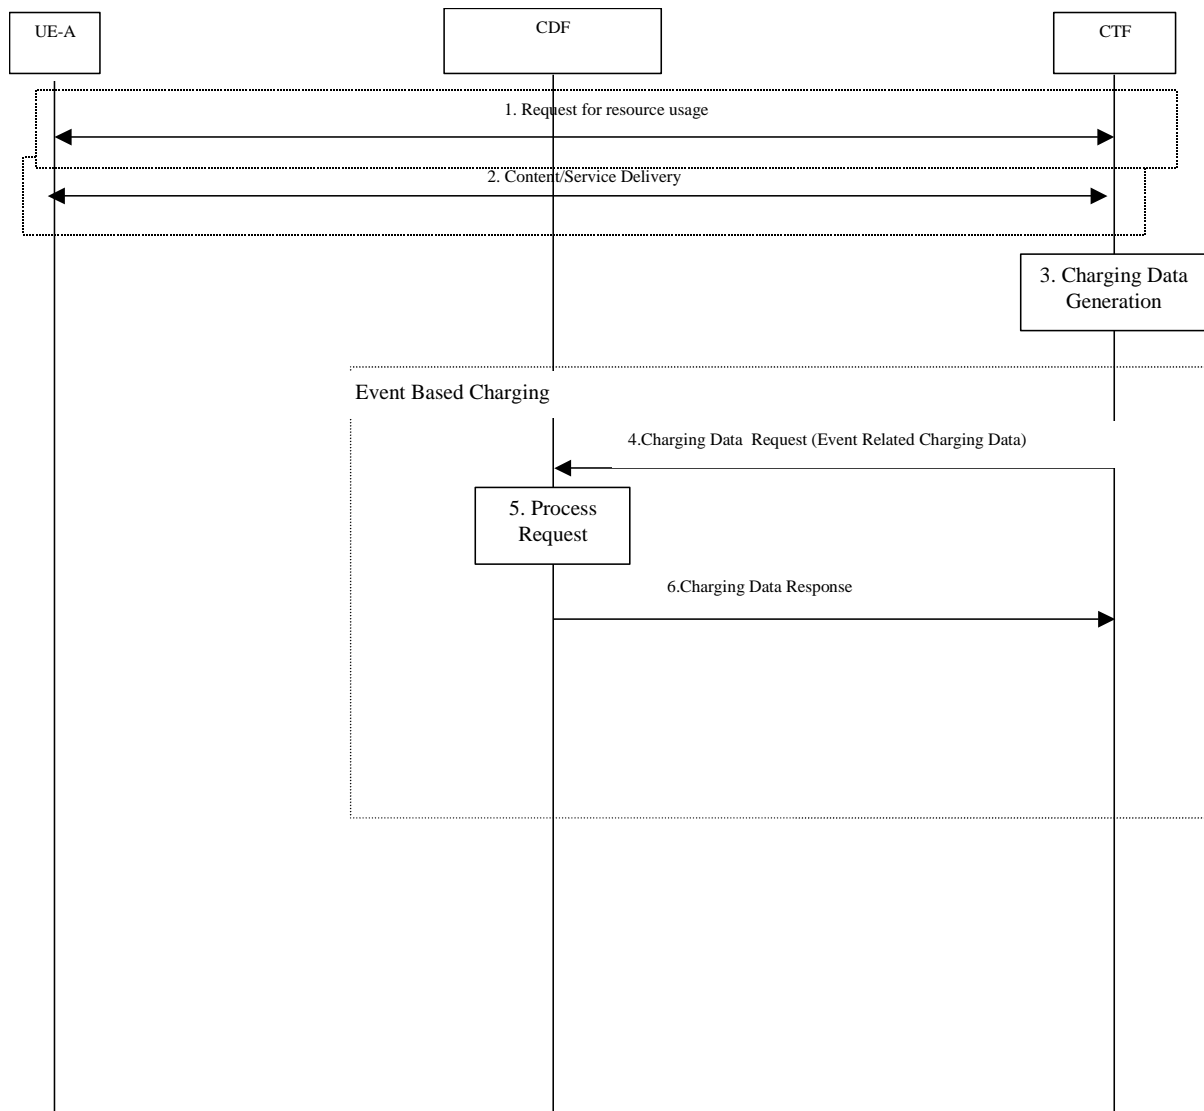 UE-A
CDF
CTF
1. Request for resource usage
2. Content/Service Delivery
3. Charging Data
Generation
Event Based Charging
4.Charging Data  Request (Event Related Charging Data)
5. Process
Request
6.Charging Data Response